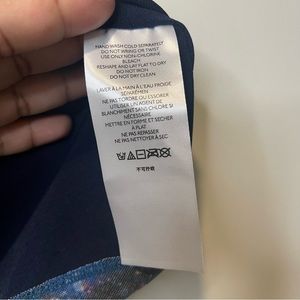 HAND WASH COLD SEPARATELY
DO NOT WRING OR TWIST
USE ONLY NON-CHLORINE
BLEACH
RESHAPE AND LAY FLAT TO DRY
DO NOT IRON
DO NOT DRY CLEAN
LAVER À LA MAIN À L'EAU FROIDE
SÉPARÉMENT
NE PAS TORDRE OU ESSORER
UTILISER UN AGENT DE
BLANCHIMENT SANS CHLORE SI
NÉCESSAIRE
METTRE EN FORME ET SÉCHER
À PLAT
NE PAS REPASSER
NE PAS NETTOYER À SEC
不可拧绞